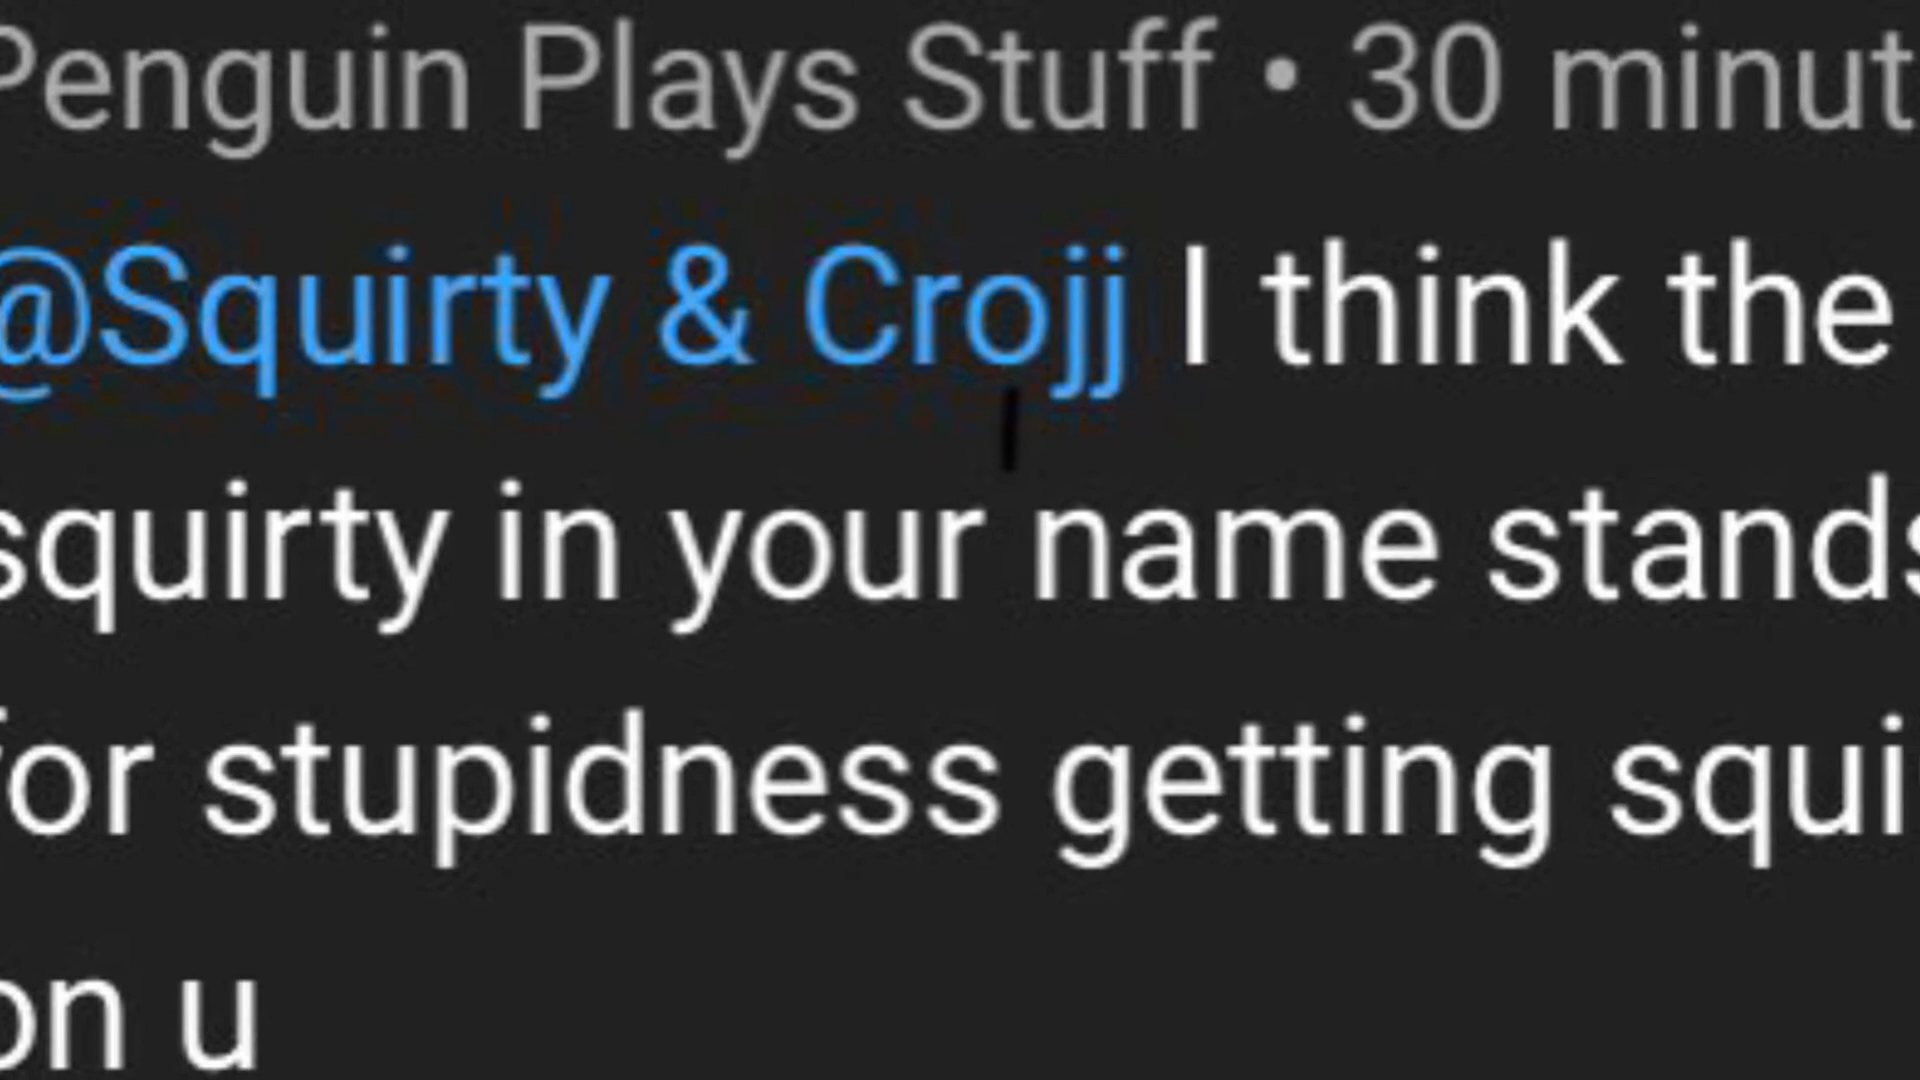 Penguin Plays Stuff • 30 minut
@Squirty & Crojj I think the
squirty in your name stands
for stupidness getting squi
on u